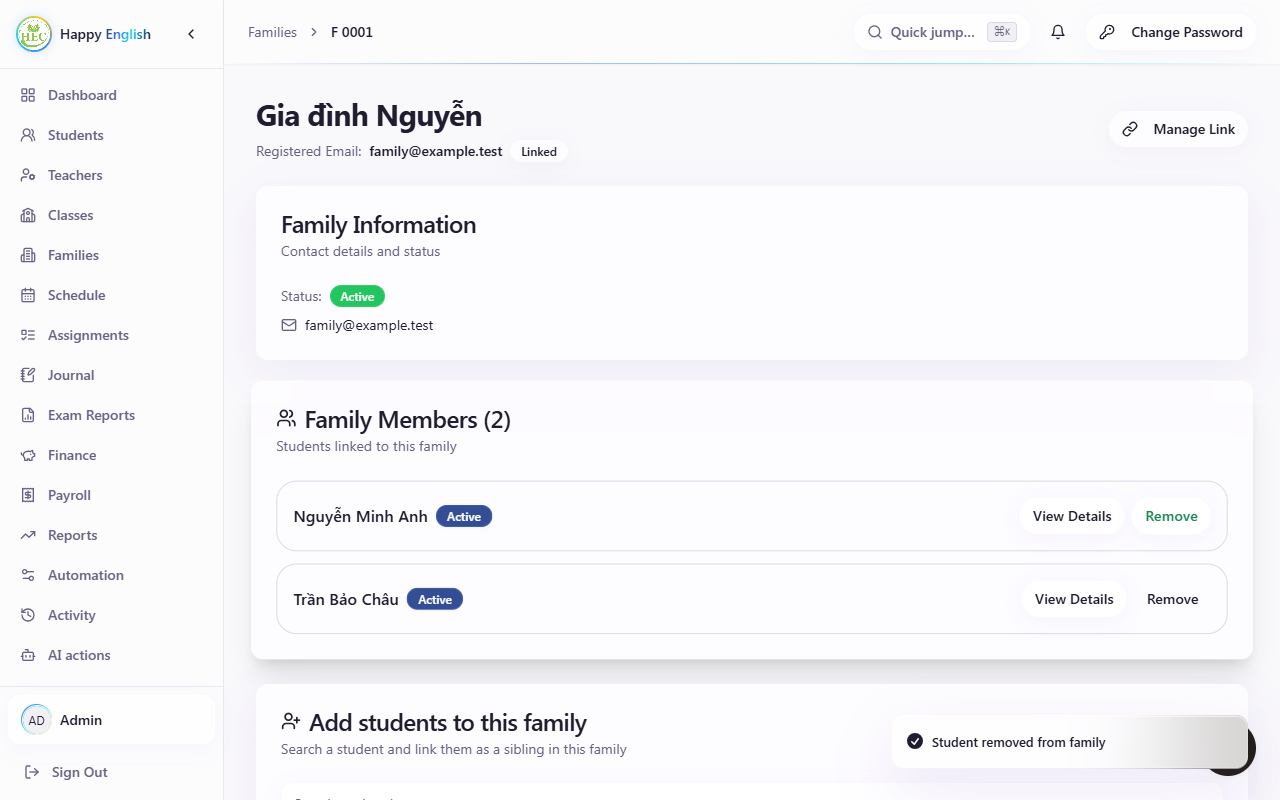 HEC
Happy English
Families
F 0001
Quick jump...
⌘K
Change Password
Dashboard
Students
Teachers
Classes
Families
Schedule
Assignments
Journal
Exam Reports
Finance
Payroll
Reports
Automation
Activity
AI actions
AD
Admin
Sign Out
Gia đình Nguyễn
Registered Email: family@example.test Linked
Manage Link
Family Information
Contact details and status
Status: Active
family@example.test
Family Members (2)
Students linked to this family
Nguyễn Minh Anh Active View Details Remove
Trần Bảo Châu Active View Details Remove
Add students to this family
Search a student and link them as a sibling in this family
Student removed from family